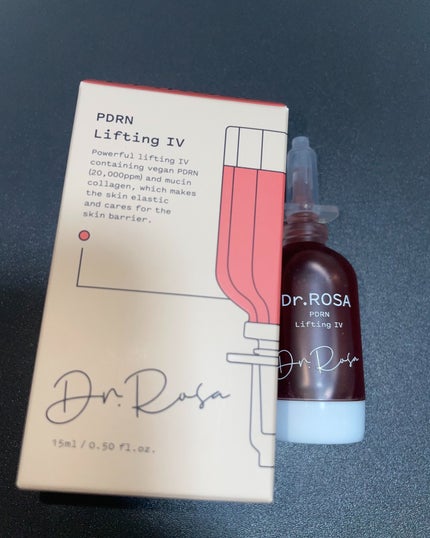 PDRN
Lifting IV
Powerful lifting IV
containing vegan PDRN
(20,000ppm) and mucin
collagen, which makes
the skin elastic
and cares for the
skin barrier.
Dr. Rosa
15ml / 0.50 fl.oz.
Dr.ROSA
PDRN
Lifting IV
Dr. Rosa